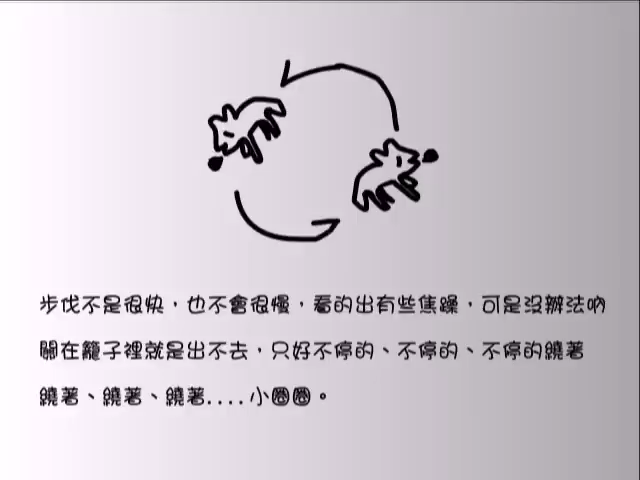 步伐不是很快，也不會很慢，看的出有些焦躁，可是沒辦法吶
關在籠子裡就是出不去，只好不停的、不停的、不停的繞著
繞著、繞著、繞著....小圈圈。